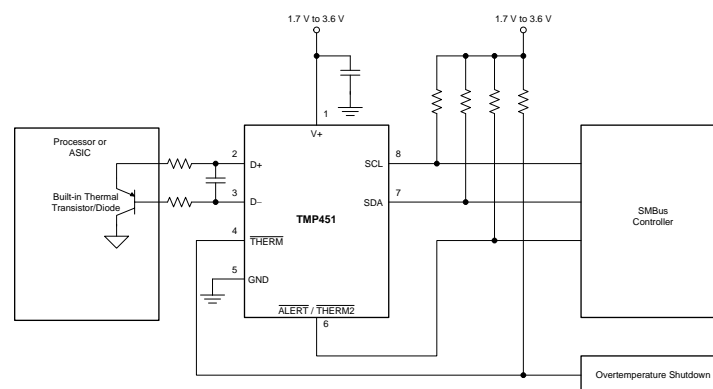 1.7 V to 3.6 V
1.7 V to 3.6 V
1
V+
Processor or
ASIC
Built-in Thermal
Transistor/Diode
2
D+
3
D−
4
THERM
5
GND
TMP451
SCL
8
SDA
7
ALERT / THERM2
6
SMBus
Controller
Overtemperature Shutdown